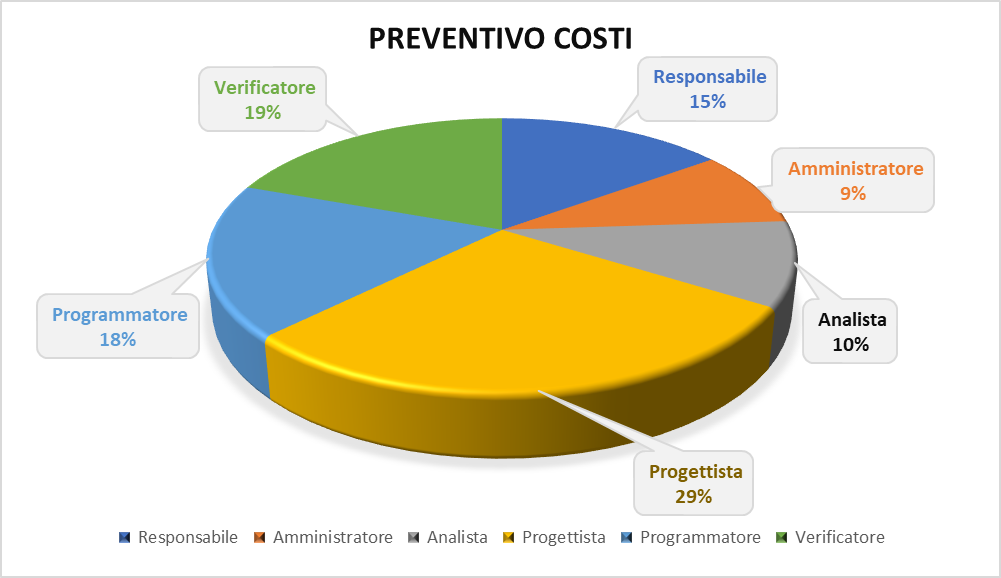 PREVENTIVO COSTI
Responsabile
15%
Verificatore
19%
Amministratore
9%
Programmatore
18%
Analista
10%
Progettista
29%
Responsabile Amministratore Analista Progettista Programmatore Verificatore